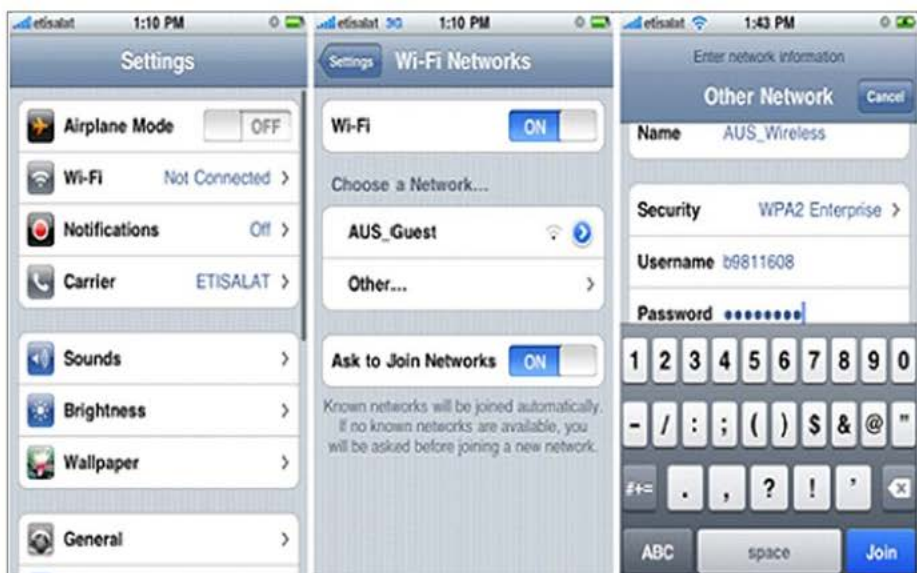 etisalat 1:10 PM
Settings
Airplane Mode OFF
Wi-Fi Not Connected
Notifications Off
Carrier ETISALAT
Sounds
Brightness
Wallpaper
General
etisalat 3G 1:10 PM
Settings Wi-Fi Networks
Wi-Fi ON
Choose a Network...
AUS_Guest
Other...
Ask to Join Networks ON
Known networks will be joined automatically.
If no known networks are available, you
will be asked before joining a new network.
etisalat 1:43 PM
Enter network information
Other Network Cancel
Name AUS_Wireless
Security WPA2 Enterprise
Username b9811608
Password ••••••••
1 2 3 4 5 6 7 8 9 0
- / : ; ( ) $ & @ "
#+= . , ? ! '
ABC space Join